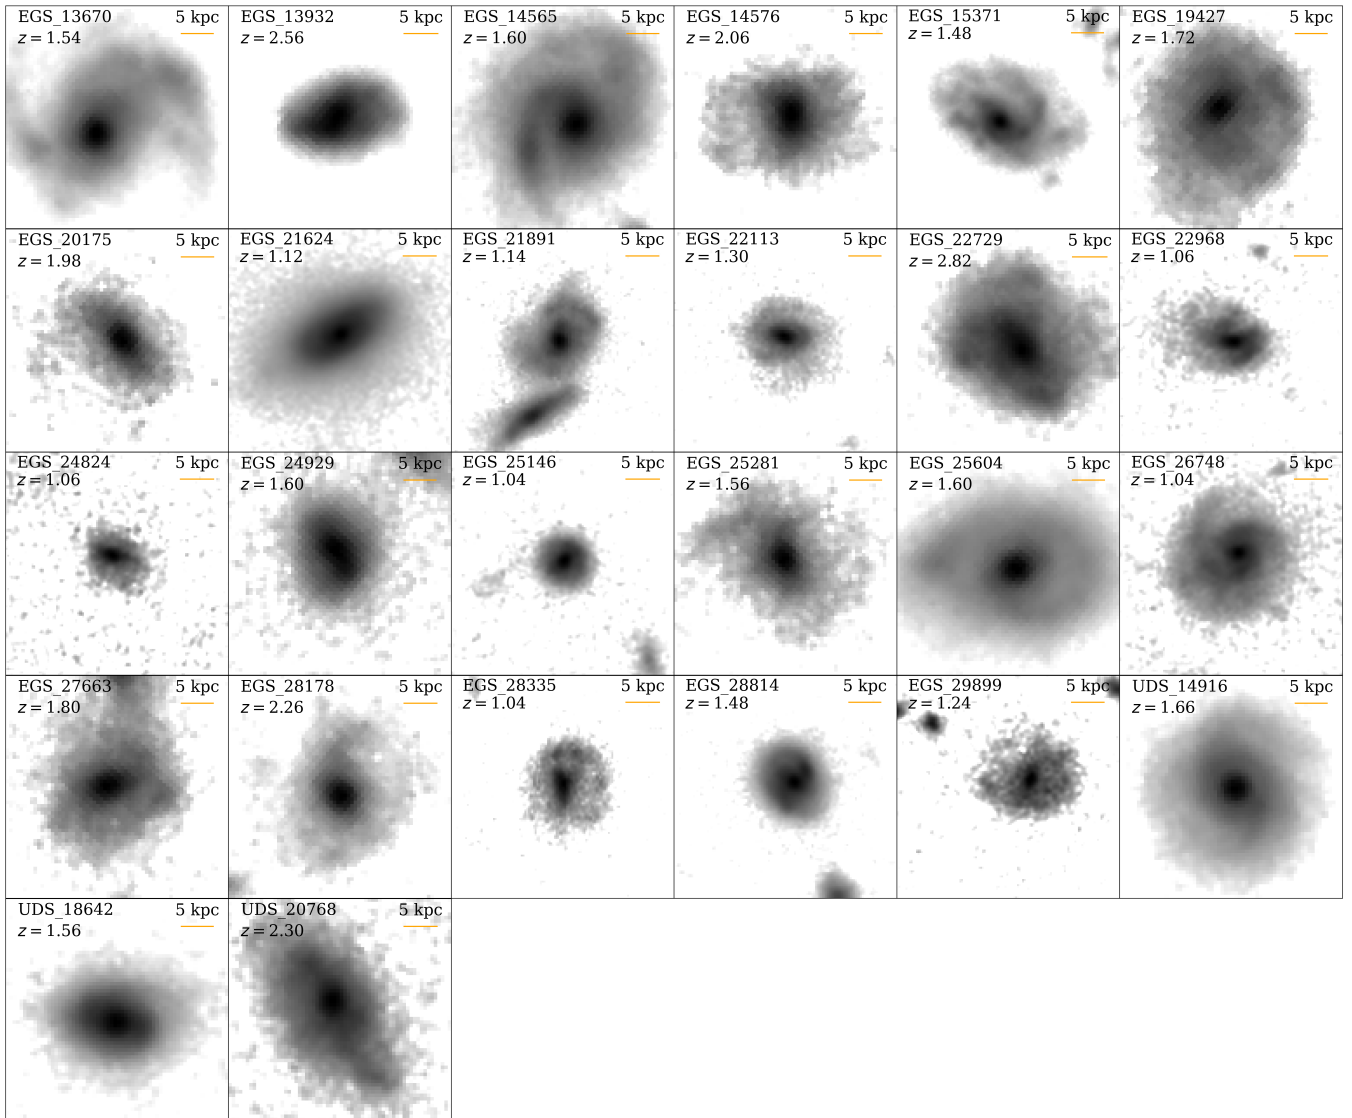 EGS_13670 5 kpc
z = 1.54
EGS_13932 5 kpc
z = 2.56
EGS_14565 5 kpc
z = 1.60
EGS_14576 5 kpc
z = 2.06
EGS_15371 5 kpc
z = 1.48
EGS_19427 5 kpc
z = 1.72
EGS_20175 5 kpc
z = 1.98
EGS_21624 5 kpc
z = 1.12
EGS_21891 5 kpc
z = 1.14
EGS_22113 5 kpc
z = 1.30
EGS_22729 5 kpc
z = 2.82
EGS_22968 5 kpc
z = 1.06
EGS_24824 5 kpc
z = 1.06
EGS_24929 5 kpc
z = 1.60
EGS_25146 5 kpc
z = 1.04
EGS_25281 5 kpc
z = 1.56
EGS_25604 5 kpc
z = 1.60
EGS_26748 5 kpc
z = 1.04
EGS_27663 5 kpc
z = 1.80
EGS_28178 5 kpc
z = 2.26
EGS_28335 5 kpc
z = 1.04
EGS_28814 5 kpc
z = 1.48
EGS_29899 5 kpc
z = 1.24
UDS_14916 5 kpc
z = 1.66
UDS_18642 5 kpc
z = 1.56
UDS_20768 5 kpc
z = 2.30